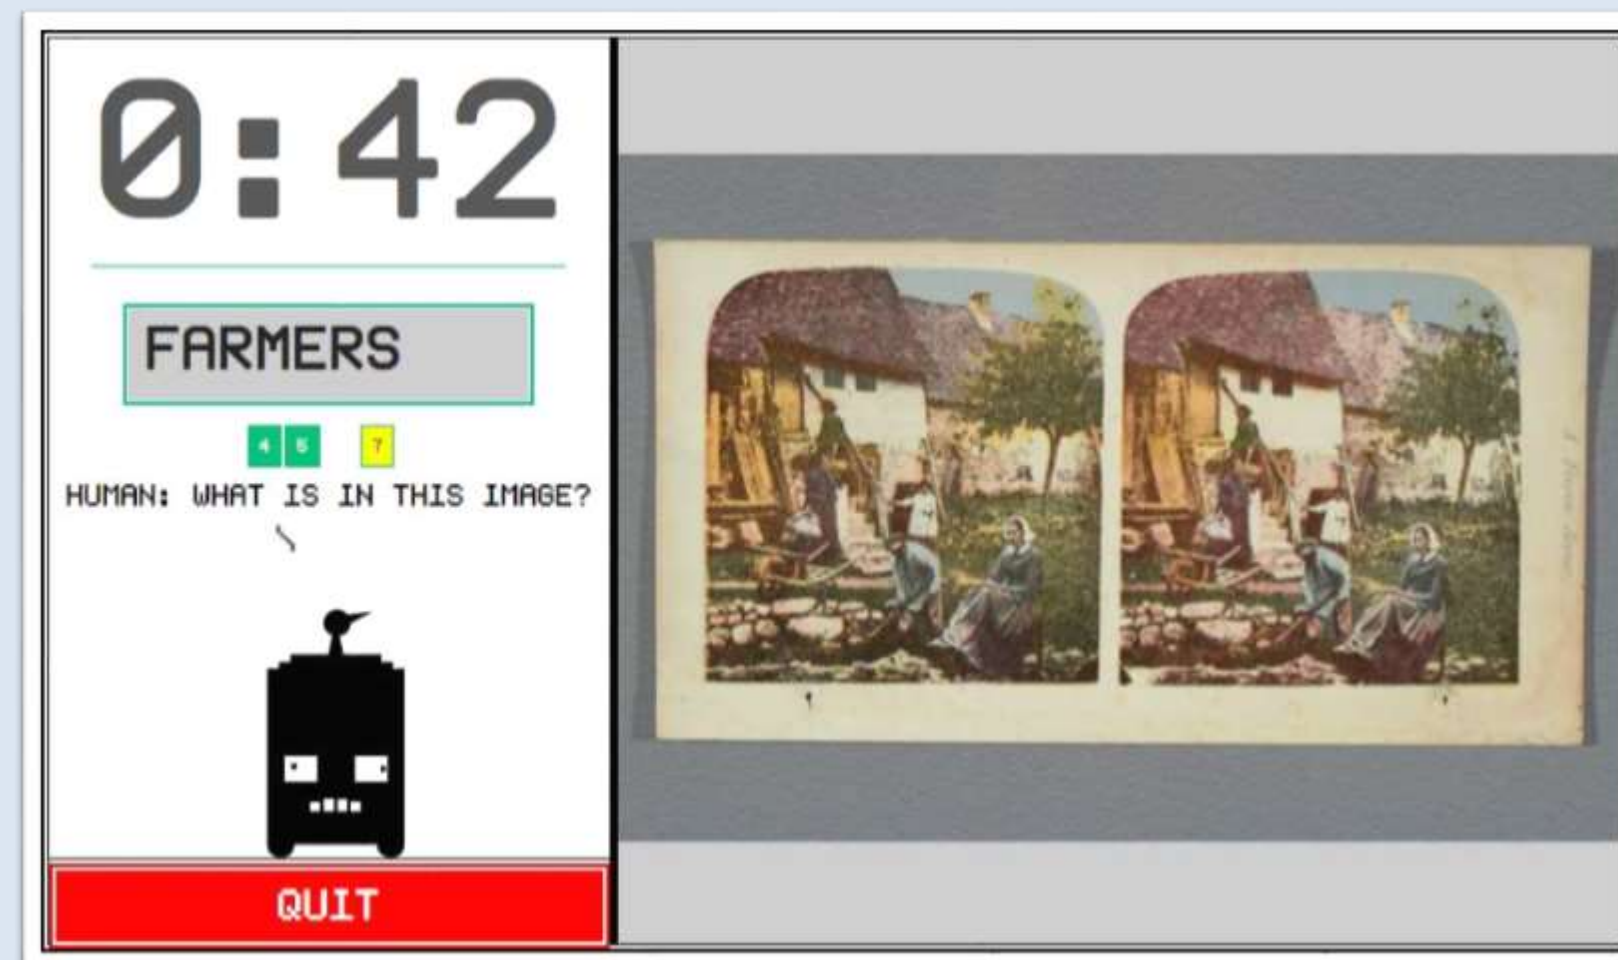 0:42
FARMERS
4 5 7
HUMAN: WHAT IS IN THIS IMAGE?
QUIT